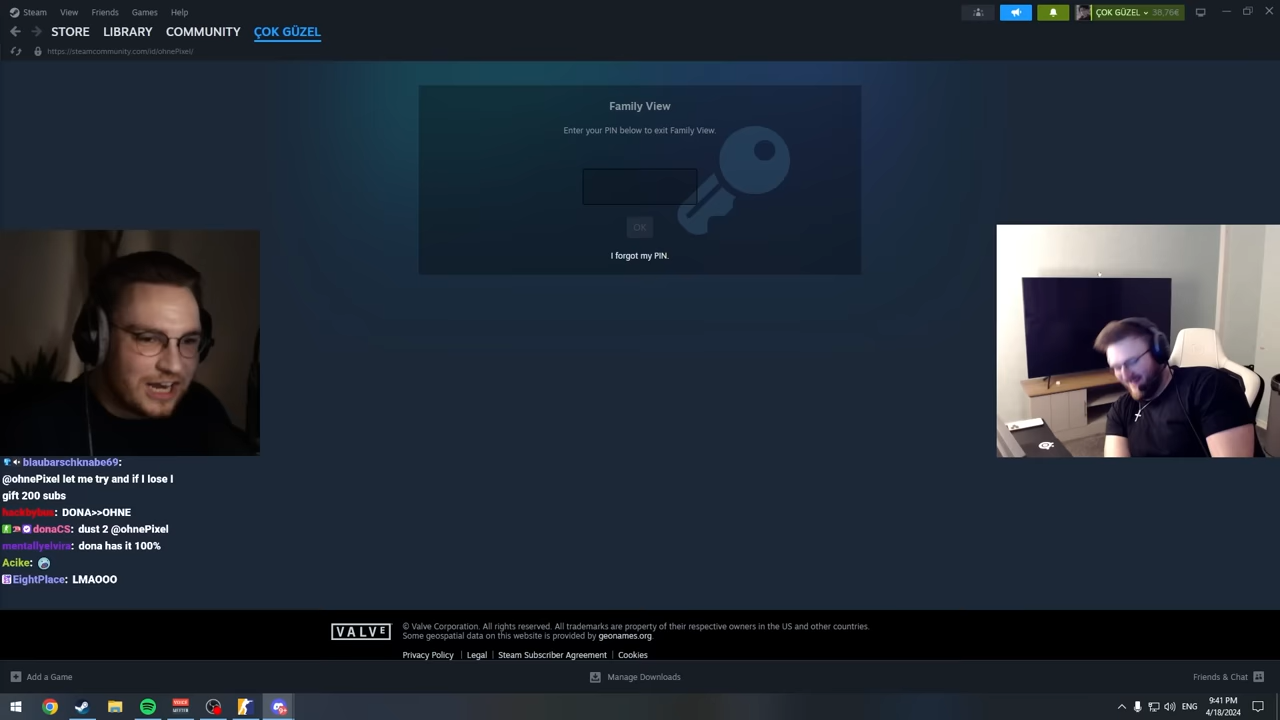 Steam View Friends Games Help
ÇOK GÜZEL 38,76€
STORE LIBRARY COMMUNITY ÇOK GÜZEL
https://steamcommunity.com/id/ohnePixel/
Family View
Enter your PIN below to exit Family View.
OK
I forgot my PIN.
blaubarschknabe69:
@ohnePixel let me try and if I lose I
gift 200 subs
DONA>>OHNE
donaCS: dust 2 @ohnePixel
mentallyelvira: dona has it 100%
Acike:
EightPlace: LMAOOO
VALVE
© Valve Corporation. All rights reserved. All trademarks are property of their respective owners in the US and other countries.
Some geospatial data on this website is provided by geonames.org.
Privacy Policy | Legal | Steam Subscriber Agreement | Cookies
Add a Game Manage Downloads Friends & Chat
ENG
9:41 PM
4/18/2024